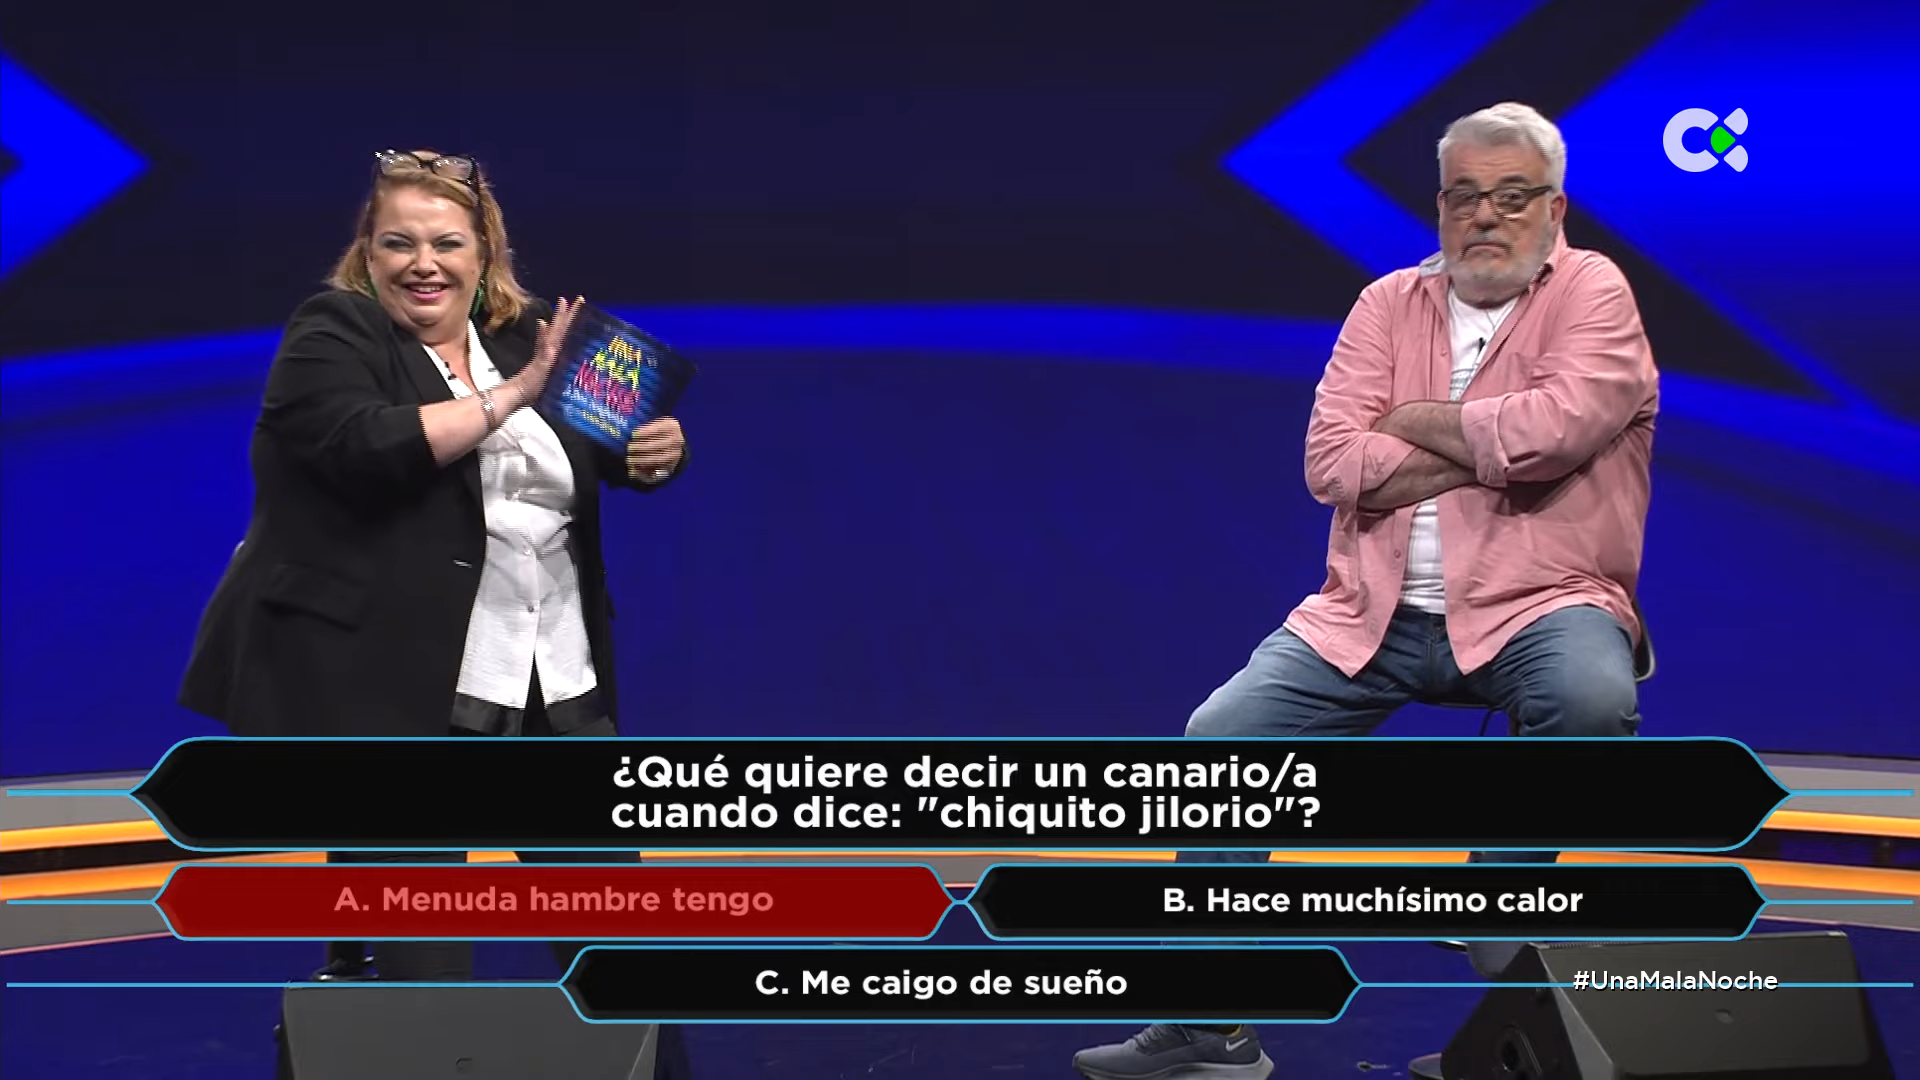 ¿Qué quiere decir un canario/a
cuando dice: "chiquito jilorio"?
A. Menuda hambre tengo
B. Hace muchísimo calor
C. Me caigo de sueño
#UnaMalaNoche